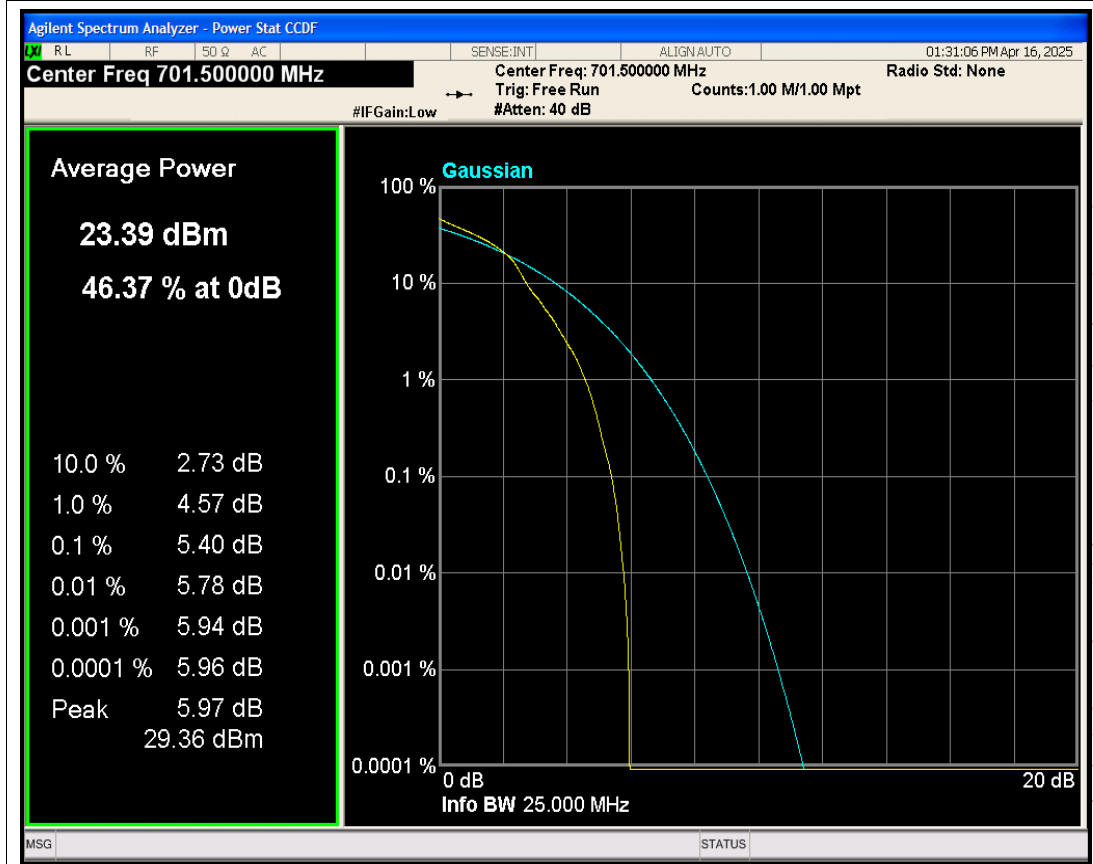 Agilent Spectrum Analyzer - Power Stat CCDF
LXI RL RF 50 Ω AC SENSE:INT ALIGN AUTO 01:31:06 PM Apr 16, 2025
Center Freq 701.500000 MHz
Center Freq: 701.500000 MHz Radio Std: None
Trig: Free Run Counts:1.00 M/1.00 Mpt
#IFGain:Low #Atten: 40 dB
Average Power
23.39 dBm
46.37 % at 0dB
10.0 % 2.73 dB
1.0 % 4.57 dB
0.1 % 5.40 dB
0.01 % 5.78 dB
0.001 % 5.94 dB
0.0001 % 5.96 dB
Peak 5.97 dB
29.36 dBm
Gaussian
100 %
10 %
1 %
0.1 %
0.01 %
0.001 %
0.0001 %
0 dB 20 dB
Info BW 25.000 MHz
MSG STATUS